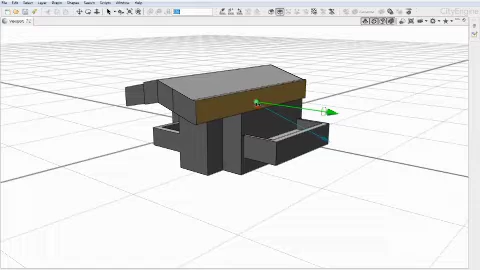 File Edit Select Layer Graph Shapes Search Scripts Window Help
CityEngine
Viewport